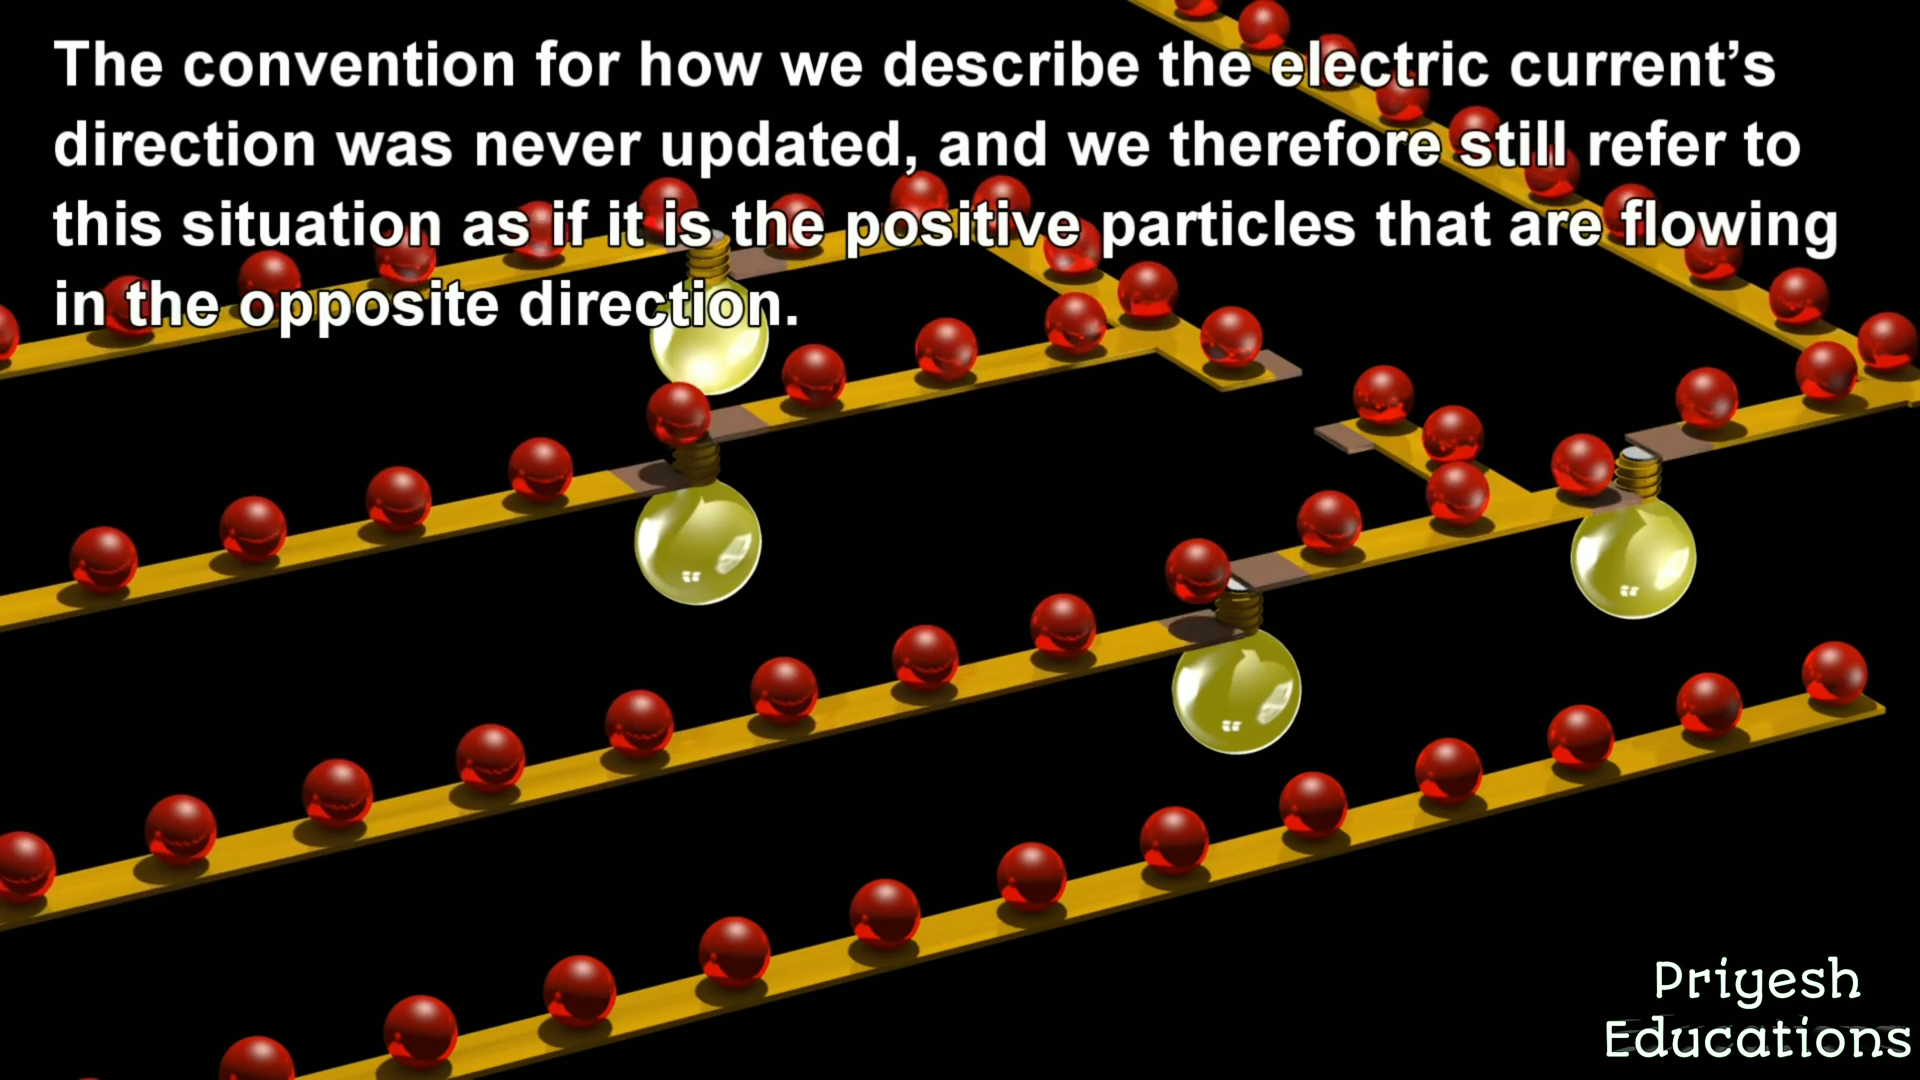 The convention for how we describe the electric current’s
direction was never updated, and we therefore still refer to
this situation as if it is the positive particles that are flowing
in the opposite direction.
Priyesh
Educations